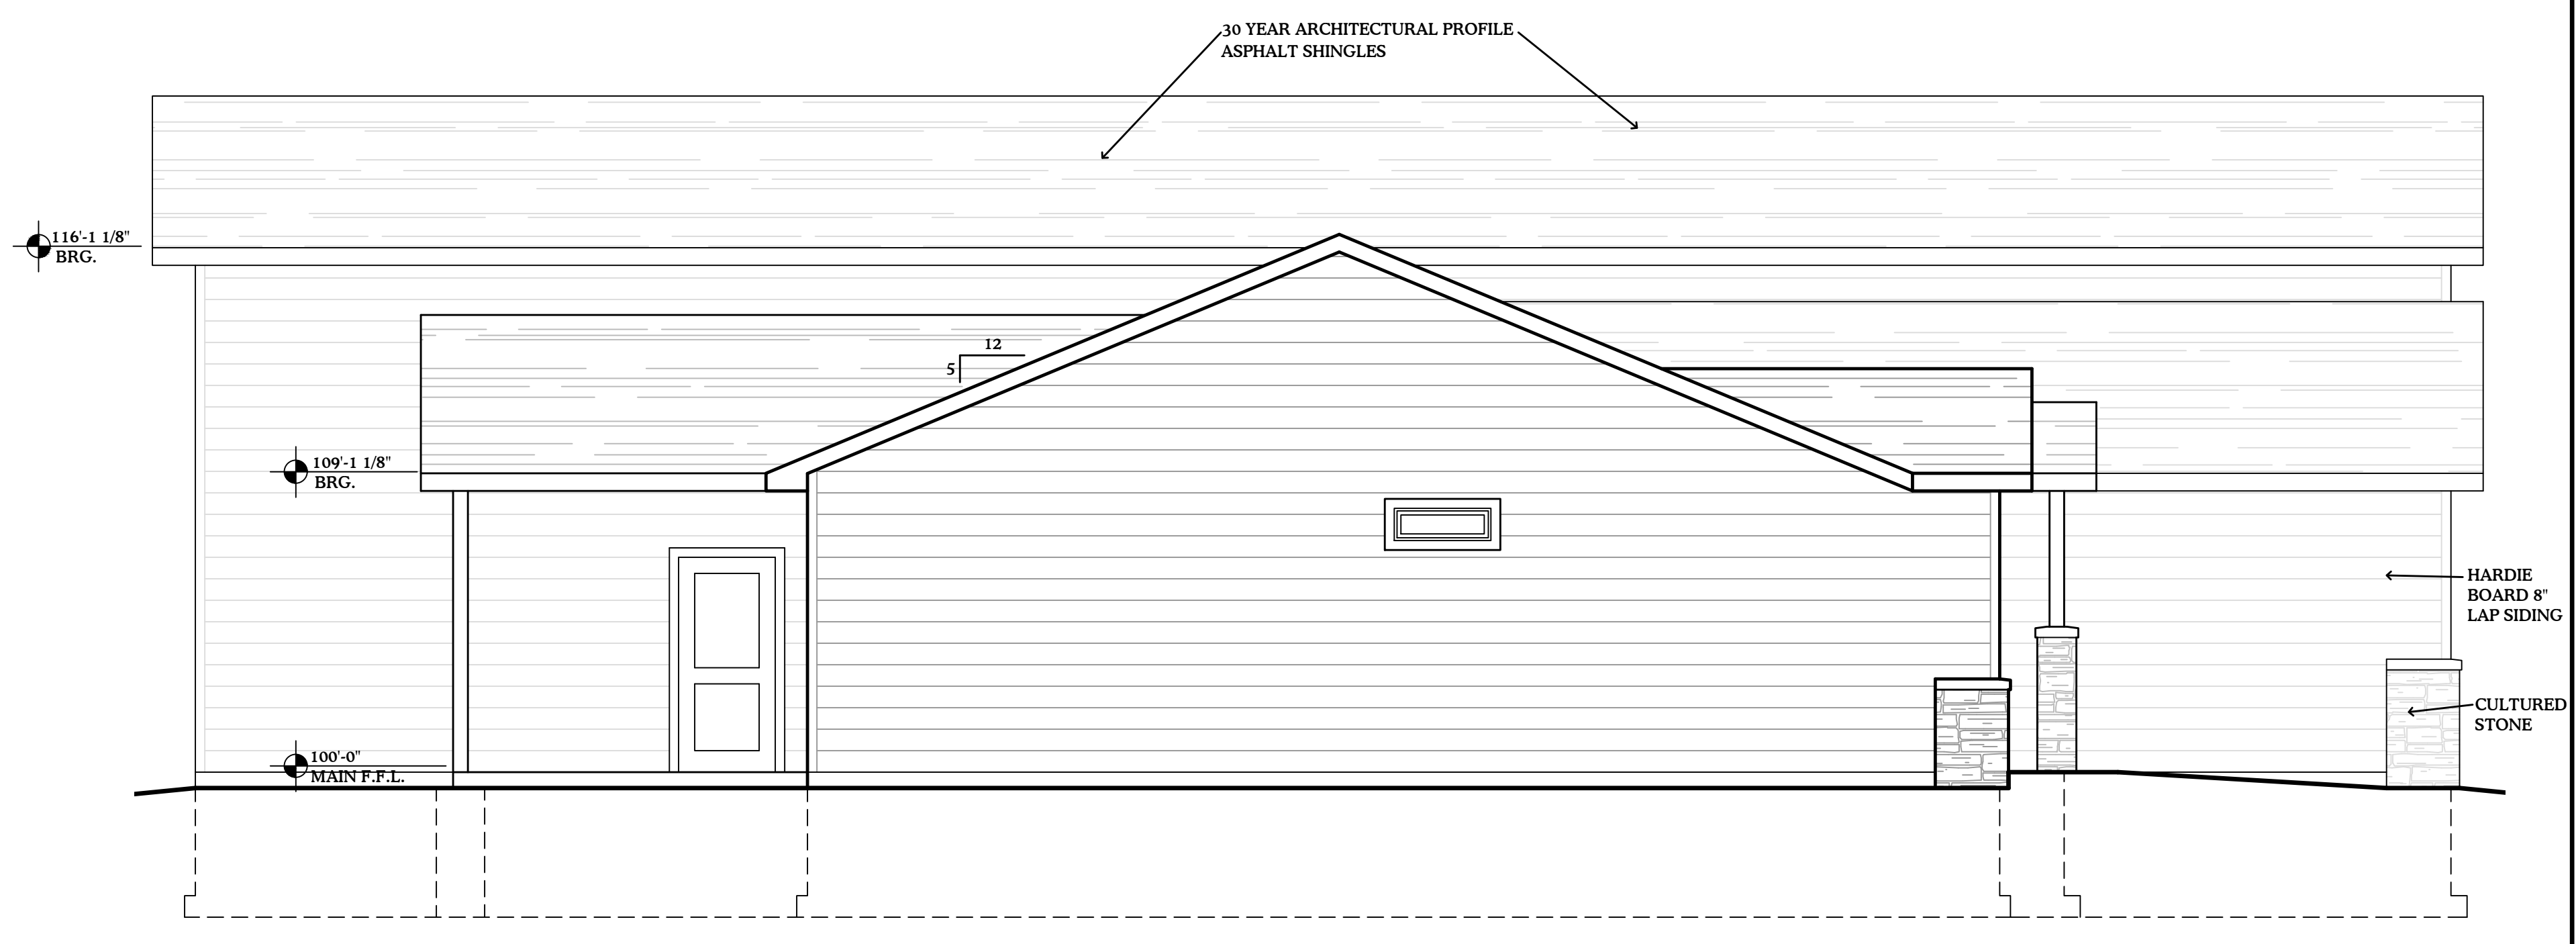 30 YEAR ARCHITECTURAL PROFILE
ASPHALT SHINGLES
116'-1 1/8"
BRG.
12
5
109'-1 1/8"
BRG.
HARDIE
BOARD 8"
LAP SIDING
CULTURED
STONE
100'-0"
MAIN F.F.L.